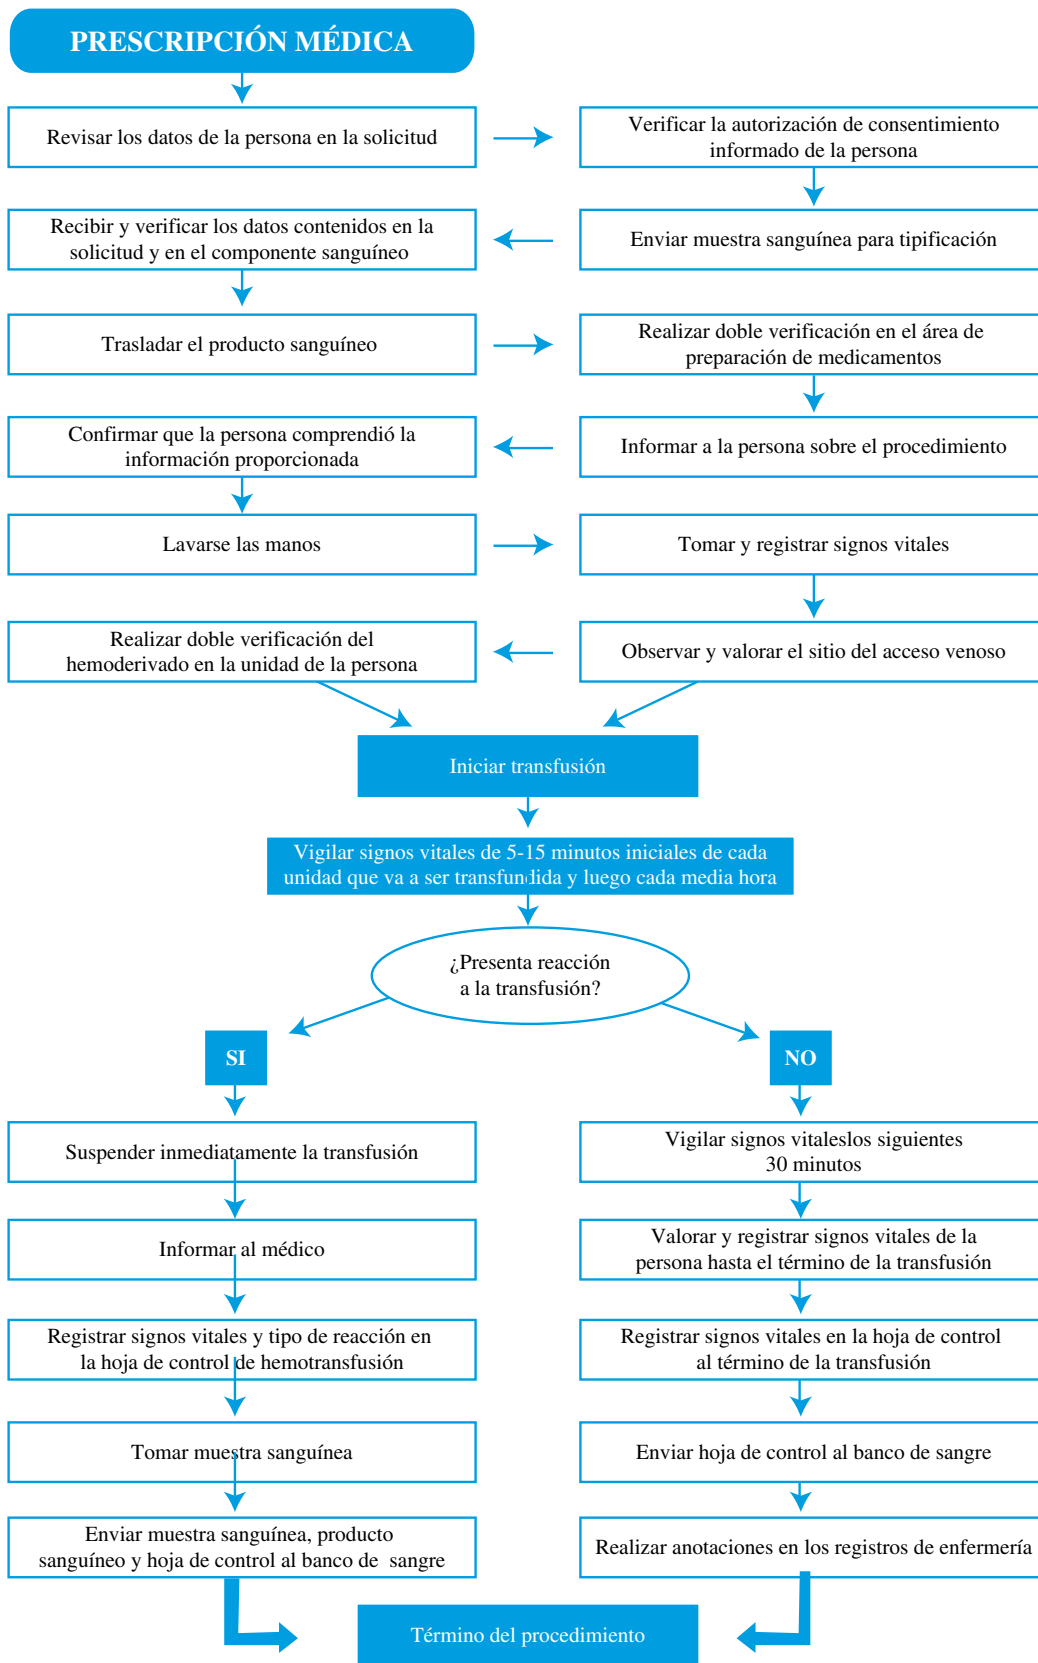 PRESCRIPCIÓN MÉDICA
Revisar los datos de la persona en la solicitud
Verificar la autorización de consentimiento
informado de la persona
Enviar muestra sanguínea para tipificación
Recibir y verificar los datos contenidos en la
solicitud y en el componente sanguíneo
Trasladar el producto sanguíneo
Realizar doble verificación en el área de
preparación de medicamentos
Informar a la persona sobre el procedimiento
Confirmar que la persona comprendió la
información proporcionada
Lavarse las manos
Tomar y registrar signos vitales
Observar y valorar el sitio del acceso venoso
Realizar doble verificación del
hemoderivado en la unidad de la persona
Iniciar transfusión
Vigilar signos vitales de 5-15 minutos iniciales de cada
unidad que va a ser transfundida y luego cada media hora
¿Presenta reacción
a la transfusión?
SI
Suspender inmediatamente la transfusión
Informar al médico
Registrar signos vitales y tipo de reacción en
la hoja de control de hemotransfusión
Tomar muestra sanguínea
Enviar muestra sanguínea, producto
sanguíneo y hoja de control al banco de sangre
NO
Vigilar signos vitaleslos siguientes
30 minutos
Valorar y registrar signos vitales de la
persona hasta el término de la transfusión
Registrar signos vitales en la hoja de control
al término de la transfusión
Enviar hoja de control al banco de sangre
Realizar anotaciones en los registros de enfermería
Término del procedimiento